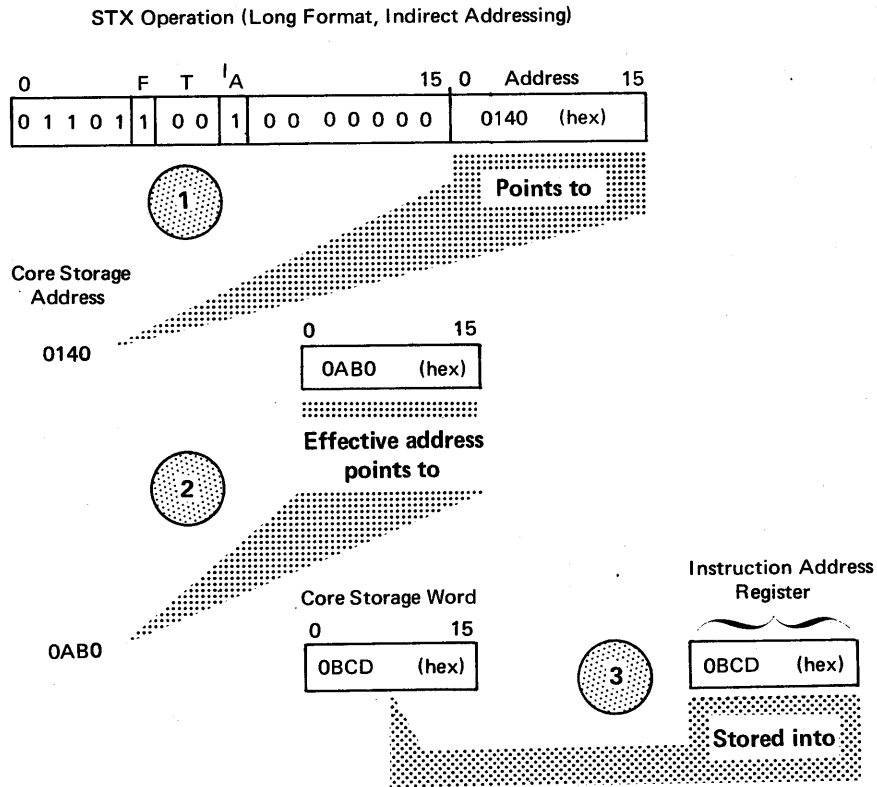 STX Operation (Long Format, Indirect Addressing)
0 F T IA 15 0 Address 15
0 1 1 0 1 1 0 0 1 0 0 0 0 0 0 0 0140 (hex)
1
Points to
Core Storage
Address
0140
0 15
0AB0 (hex)
Effective address
points to
2
0AB0
Core Storage Word
0 15
0BCD (hex)
3
Instruction Address
Register
0BCD (hex)
Stored into